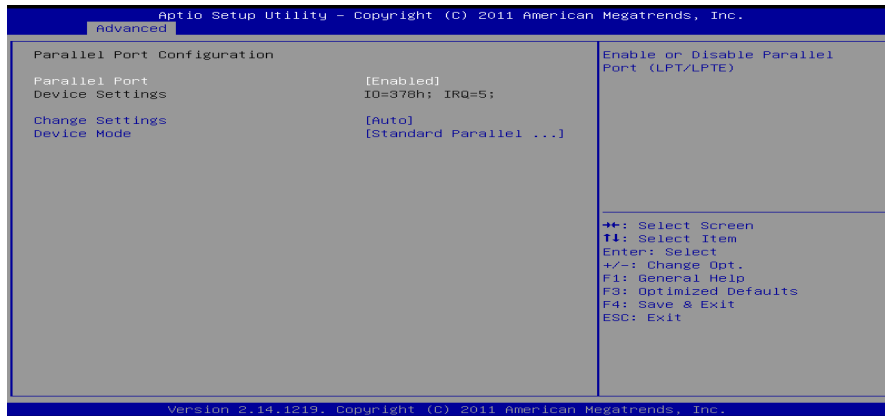 Aptio Setup Utility – Copyright (C) 2011 American Megatrends, Inc.
Advanced
Parallel Port Configuration
Parallel Port [Enabled]
Device Settings IO=378h; IRQ=5;
Change Settings [Auto]
Device Mode [Standard Parallel ...]
Enable or Disable Parallel
Port (LPT/LPTE)
→←: Select Screen
↑↓: Select Item
Enter: Select
+/-: Change Opt.
F1: General Help
F3: Optimized Defaults
F4: Save & Exit
ESC: Exit
Version 2.14.1219. Copyright (C) 2011 American Megatrends, Inc.